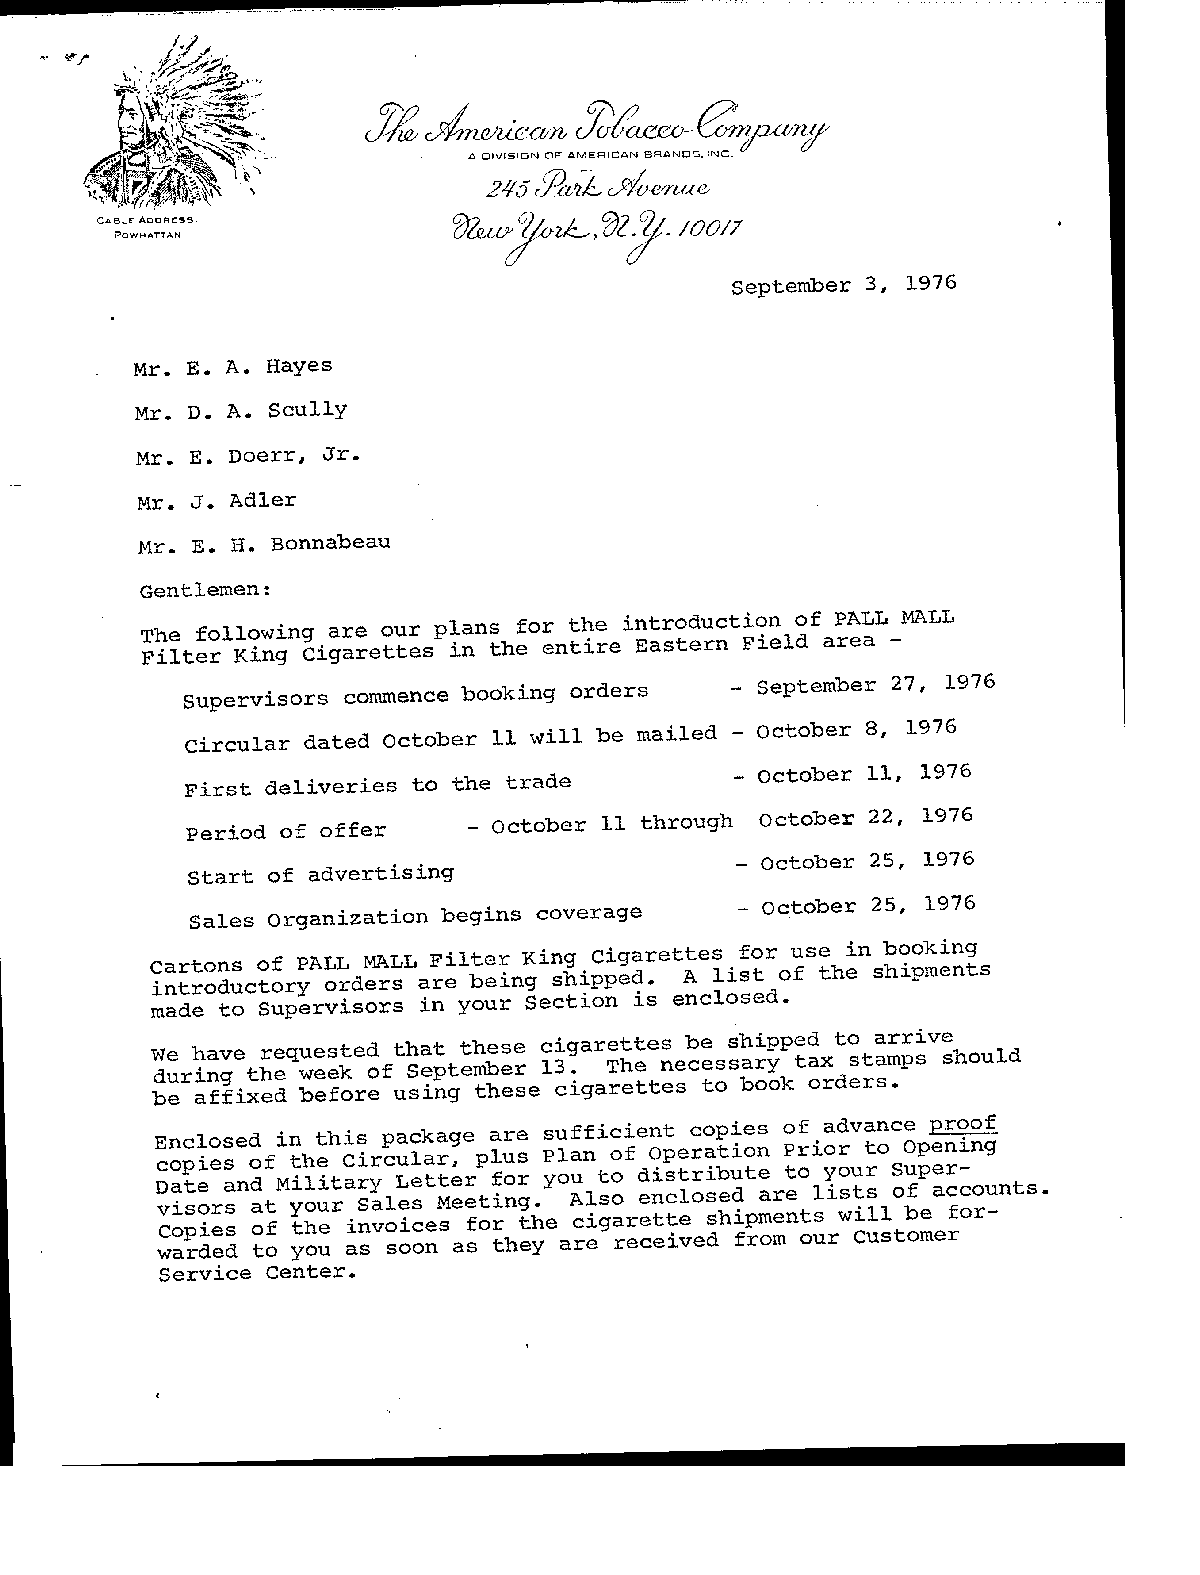 The American Tobacco Company
A DIVISION OF AMERICAN BRANDS, INC.
245 Park Avenue
New York, N.Y. 10017
CABLE ADDRESS.
POWHATTAN
September 3, 1976
Mr. E. A. Hayes
Mr. D. A. Scully
Mr. E. Doerr, Jr.
Mr. J. Adler
Mr. E. H. Bonnabeau
Gentlemen:
The following are our plans for the introduction of PALL MALL
Filter King Cigarettes in the entire Eastern Field area -
Supervisors commence booking orders - September 27, 1976
Circular dated October 11 will be mailed - October 8, 1976
First deliveries to the trade - October 11, 1976
Period of offer - October 11 through October 22, 1976
Start of advertising - October 25, 1976
Sales Organization begins coverage - October 25, 1976
Cartons of PALL MALL Filter King Cigarettes for use in booking
introductory orders are being shipped. A list of the shipments
made to Supervisors in your Section is enclosed.
We have requested that these cigarettes be shipped to arrive
during the week of September 13. The necessary tax stamps should
be affixed before using these cigarettes to book orders.
Enclosed in this package are sufficient copies of advance proof
copies of the Circular, plus Plan of Operation Prior to Opening
Date and Military Letter for you to distribute to your Super-
visors at your Sales Meeting. Also enclosed are lists of accounts.
Copies of the invoices for the cigarette shipments will be for-
warded to you as soon as they are received from our Customer
Service Center.